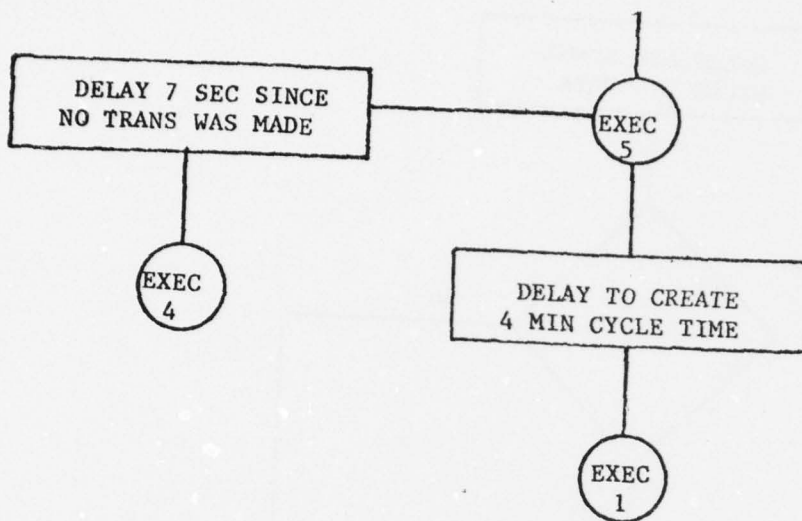 DELAY 7 SEC SINCE
NO TRANS WAS MADE
EXEC
5
EXEC
4
DELAY TO CREATE
4 MIN CYCLE TIME
EXEC
1